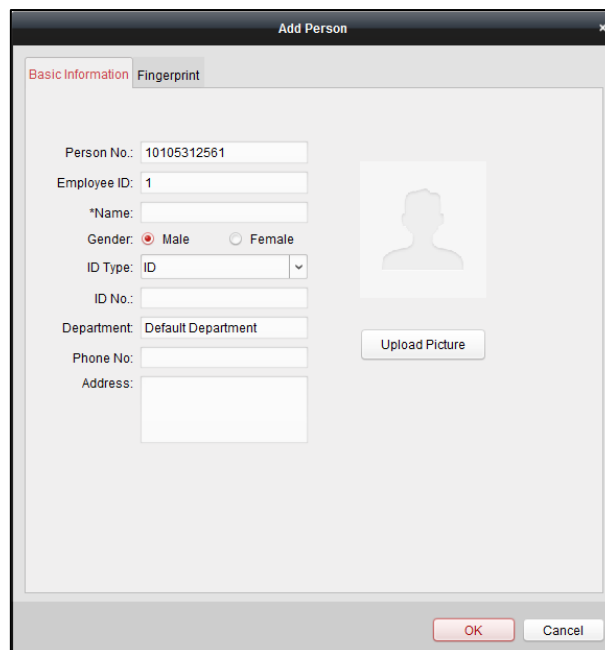 Add Person
×
Basic Information Fingerprint
Person No.: 10105312561
Employee ID: 1
*Name:
Gender: Male Female
ID Type: ID
ID No.:
Department: Default Department
Upload Picture
Phone No:
Address:
OK Cancel